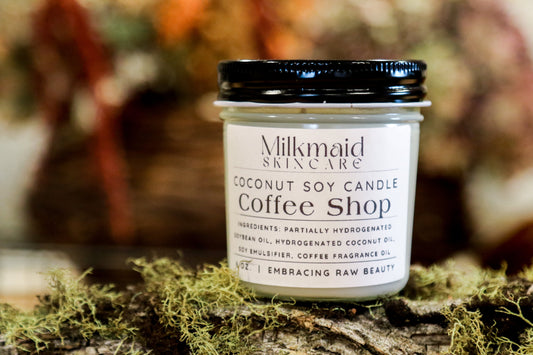 Milkmaid
SKINCARE
COCONUT SOY CANDLE
Coffee Shop
INGREDIENTS: PARTIALLY HYDROGENATED
SOYBEAN OIL, HYDROGENATED COCONUT OIL,
SOY EMULSIFIER, COFFEE FRAGRANCE OIL
OZ | EMBRACING RAW BEAUTY